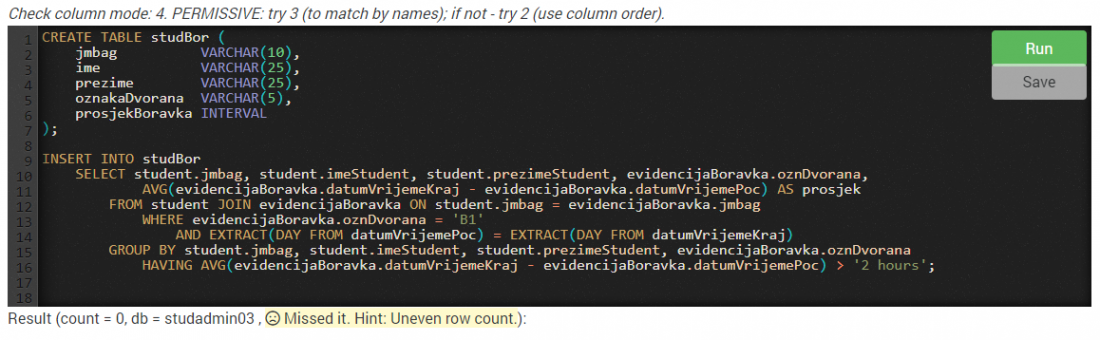 Check column mode: 4. PERMISSIVE: try 3 (to match by names); if not - try 2 (use column order).
1 CREATE TABLE studBor (
2 jmbag VARCHAR(10),
3 ime VARCHAR(25),
4 prezime VARCHAR(25),
5 oznakaDvorana VARCHAR(5),
6 prosjekBoravka INTERVAL
7 );
8
9 INSERT INTO studBor
10 SELECT student.jmbag, student.imeStudent, student.prezimeStudent, evidencijaBoravka.oznDvorana,
11 AVG(evidencijaBoravka.datumVrijemeKraj - evidencijaBoravka.datumVrijemePoc) AS prosjek
12 FROM student JOIN evidencijaBoravka ON student.jmbag = evidencijaBoravka.jmbag
13 WHERE evidencijaBoravka.oznDvorana = 'B1'
14 AND EXTRACT(DAY FROM datumVrijemePoc) = EXTRACT(DAY FROM datumVrijemeKraj)
15 GROUP BY student.jmbag, student.imeStudent, student.prezimeStudent, evidencijaBoravka.oznDvorana
16 HAVING AVG(evidencijaBoravka.datumVrijemeKraj - evidencijaBoravka.datumVrijemePoc) > '2 hours';
17
18
Run
Save
Result (count = 0, db = studadmin03 , ☹ Missed it. Hint: Uneven row count.):